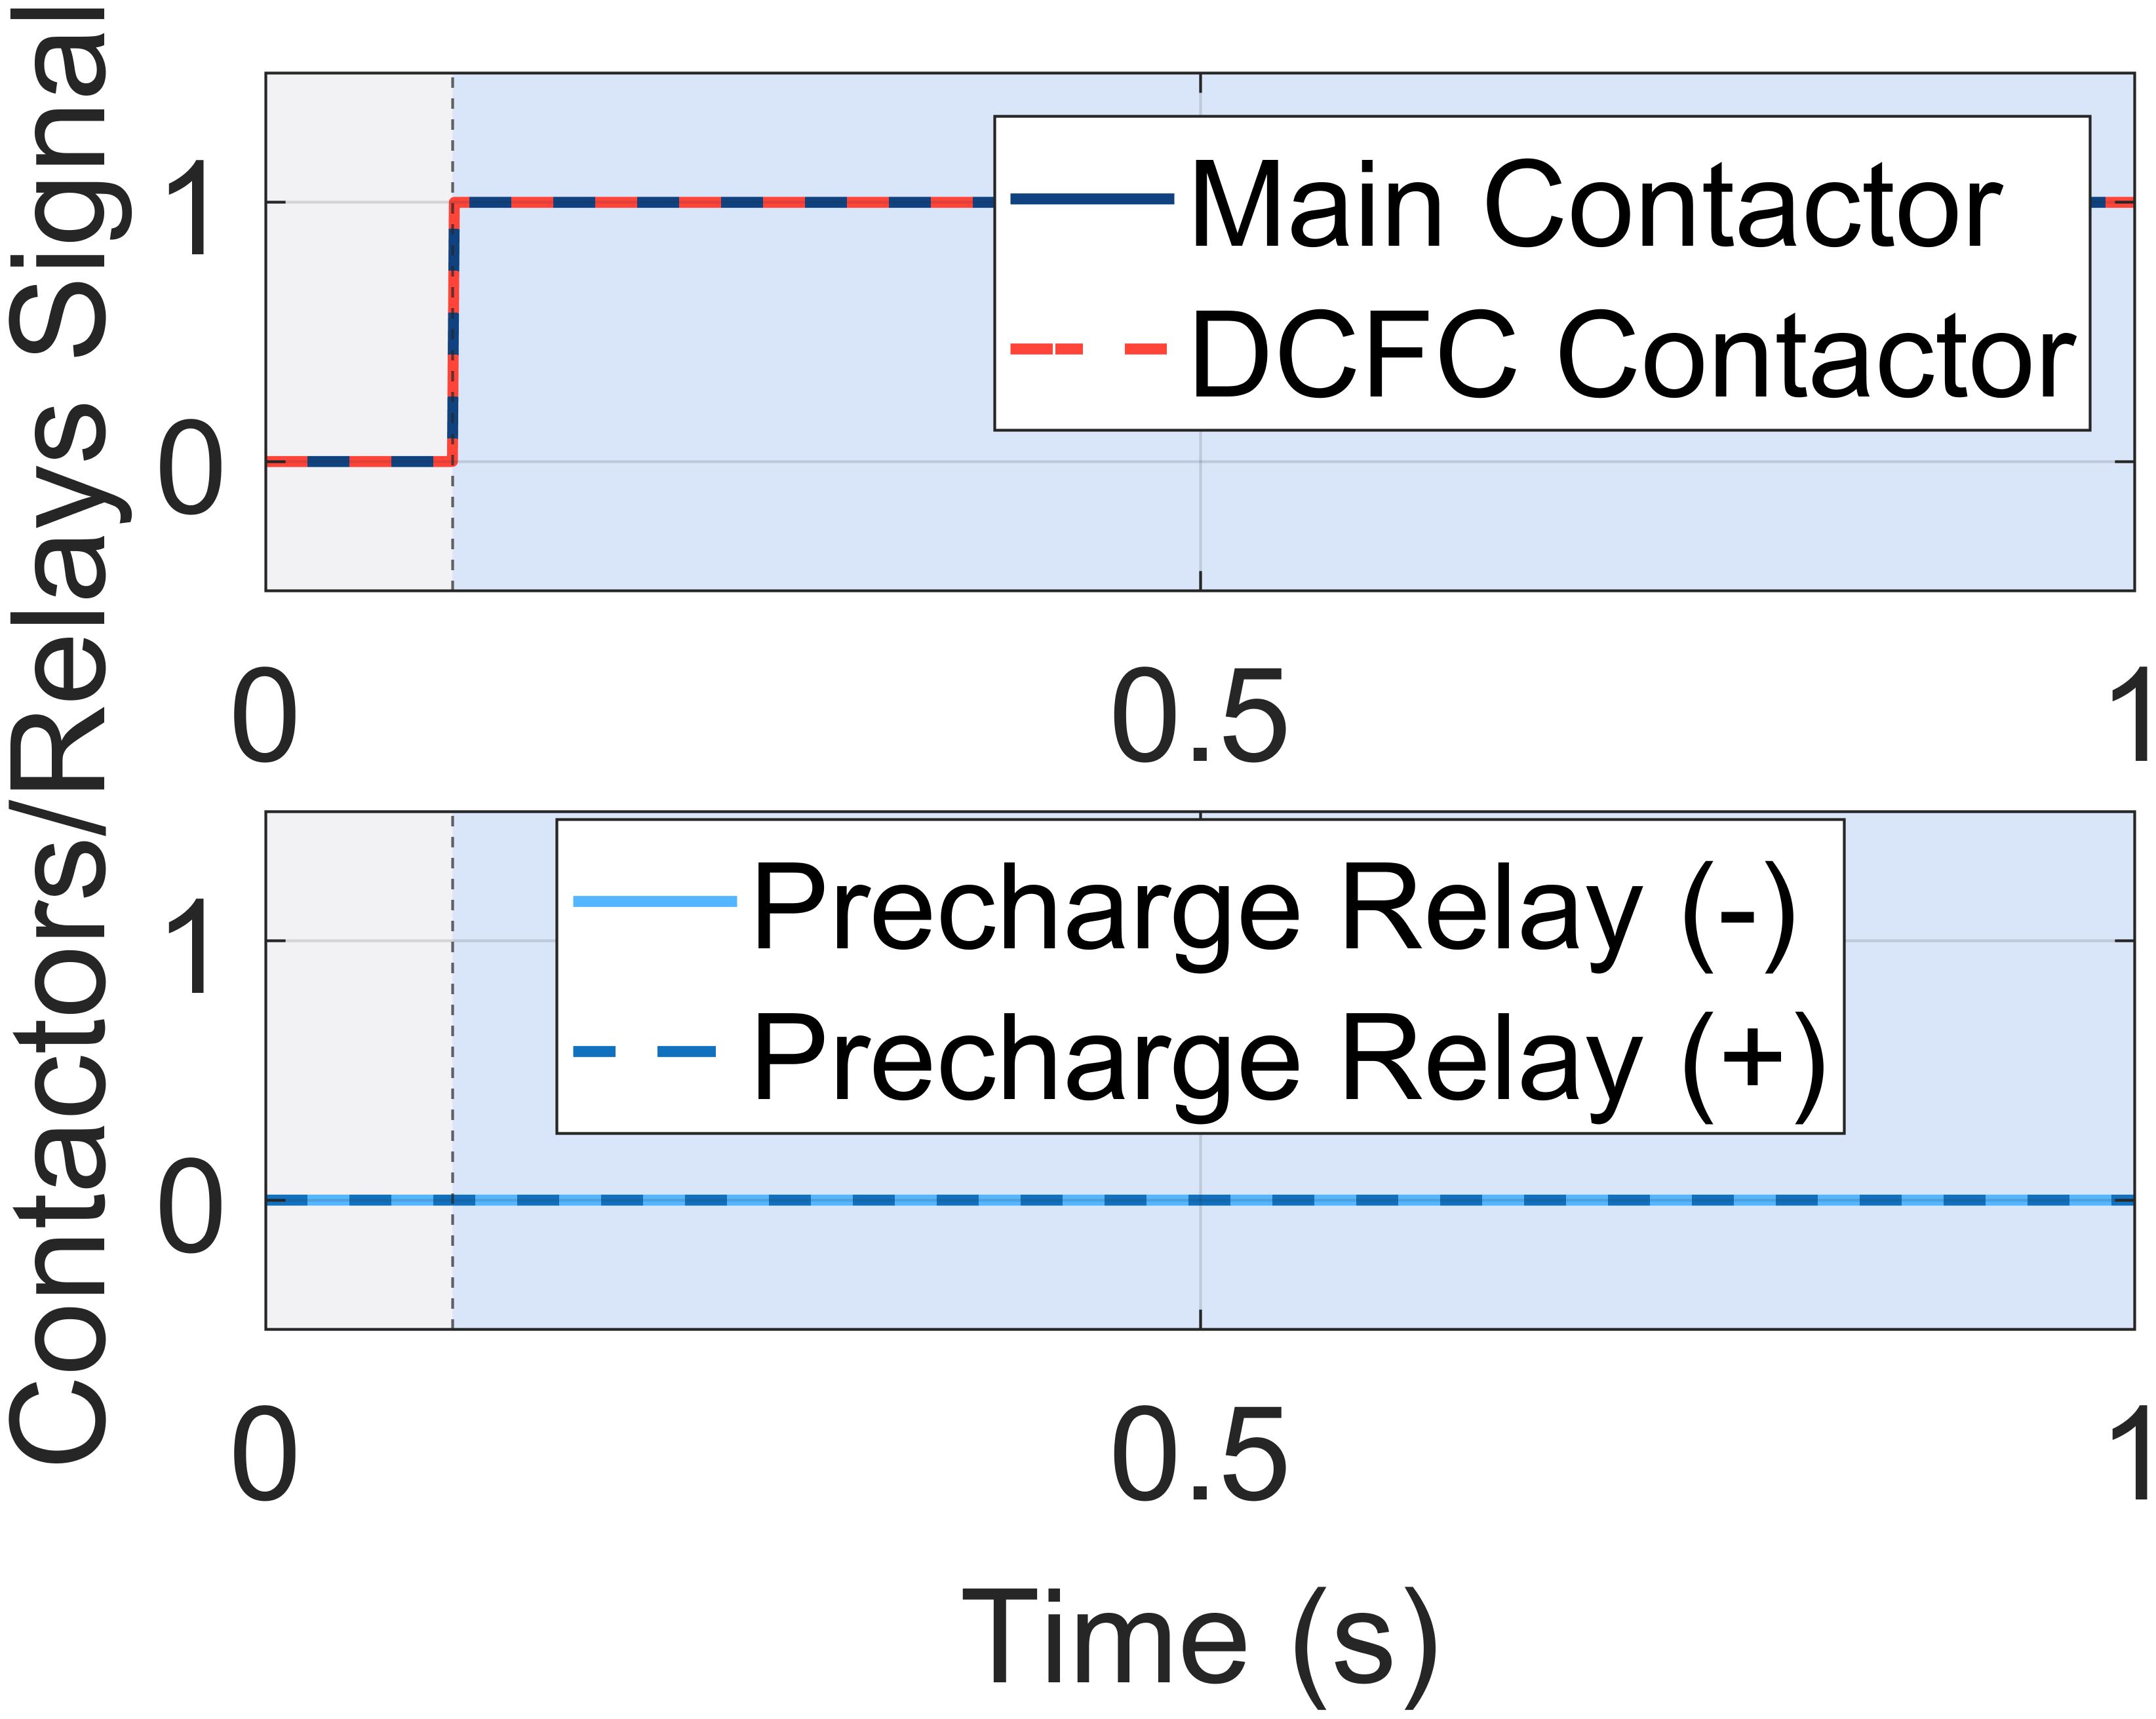 Contactors/Relays Signal
1
Main Contactor
DCFC Contactor
0
0 0.5 1
Precharge Relay (-)
1
Precharge Relay (+)
0
0 0.5 1
Time (s)